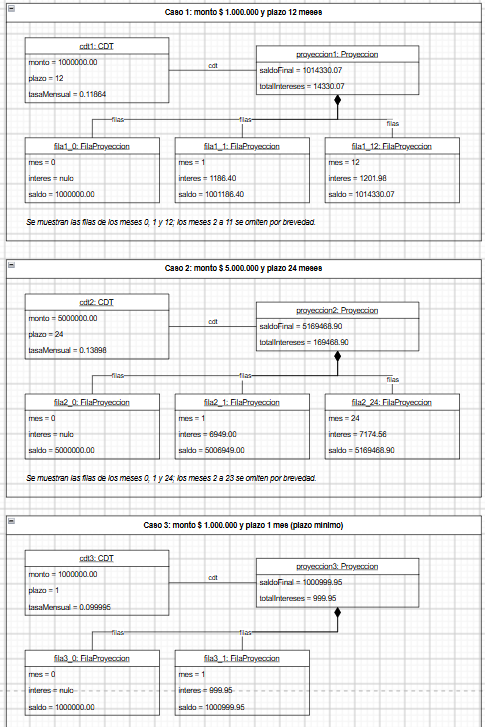 Caso 1: monto $ 1.000.000 y plazo 12 meses
cdt1: CDT
monto = 1000000.00
plazo = 12
tasaMensual = 0.11864
cdt
proyeccion1: Proyeccion
saldoFinal = 1014330.07
totalIntereses = 14330.07
filas
filas
filas
fila1_0: FilaProyeccion
mes = 0
interes = nulo
saldo = 1000000.00
fila1_1: FilaProyeccion
mes = 1
interes = 1186.40
saldo = 1001186.40
fila1_12: FilaProyeccion
mes = 12
interes = 1201.98
saldo = 1014330.07
Se muestran las filas de los meses 0, 1 y 12; los meses 2 a 11 se omiten por brevedad.
Caso 2: monto $ 5.000.000 y plazo 24 meses
cdt2: CDT
monto = 5000000.00
plazo = 24
tasaMensual = 0.13898
cdt
proyeccion2: Proyeccion
saldoFinal = 5169468.90
totalIntereses = 169468.90
filas
filas
filas
fila2_0: FilaProyeccion
mes = 0
interes = nulo
saldo = 5000000.00
fila2_1: FilaProyeccion
mes = 1
interes = 6949.00
saldo = 5006949.00
fila2_24: FilaProyeccion
mes = 24
interes = 7174.56
saldo = 5169468.90
Se muestran las filas de los meses 0, 1 y 24; los meses 2 a 23 se omiten por brevedad.
Caso 3: monto $ 1.000.000 y plazo 1 mes (plazo minimo)
cdt3: CDT
monto = 1000000.00
plazo = 1
tasaMensual = 0.099995
cdt
proyeccion3: Proyeccion
saldoFinal = 1000999.95
totalIntereses = 999.95
filas
filas
fila3_0: FilaProyeccion
mes = 0
interes = nulo
saldo = 1000000.00
fila3_1: FilaProyeccion
mes = 1
interes = 999.95
saldo = 1000999.95